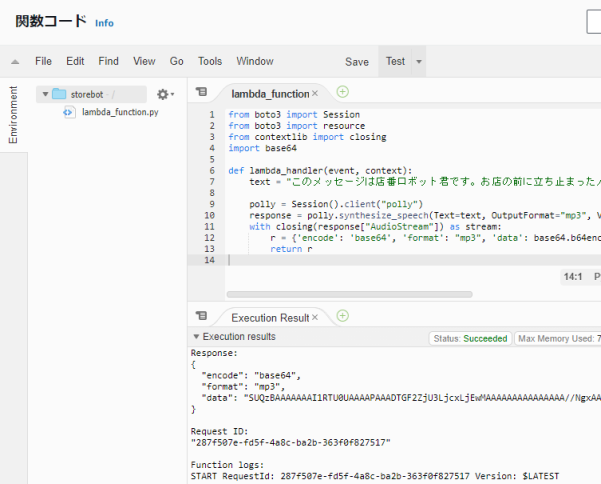 関数コード Info
File Edit Find View Go Tools Window Save Test
Environment
storebot /
lambda_function.py
lambda_function
1 from boto3 import Session
2 from boto3 import resource
3 from contextlib import closing
4 import base64
5
6 def lambda_handler(event, context):
7 text = "このメッセージは店番ロボット君です。お店の前に立ち止まった
8
9 polly = Session().client("polly")
10 response = polly.synthesize_speech(Text=text, OutputFormat="mp3", V
11 with closing(response["AudioStream"]) as stream:
12 r = {'encode': 'base64', 'format': "mp3", 'data': base64.b64enc
13 return r
14
14:1 P
Execution Result
Execution results
Status: Succeeded Max Memory Used: 7
Response:
{
"encode": "base64",
"format": "mp3",
"data": "SUQzBAAAAAAAI1RTU0UAAAAPAAADTGF2ZjU3LjcxLjEwMAAAAAAAAAAAAAAA//NgxAA
}
Request ID:
"287f507e-fd5f-4a8c-ba2b-363f0f827517"
Function logs:
START RequestId: 287f507e-fd5f-4a8c-ba2b-363f0f827517 Version: $LATEST